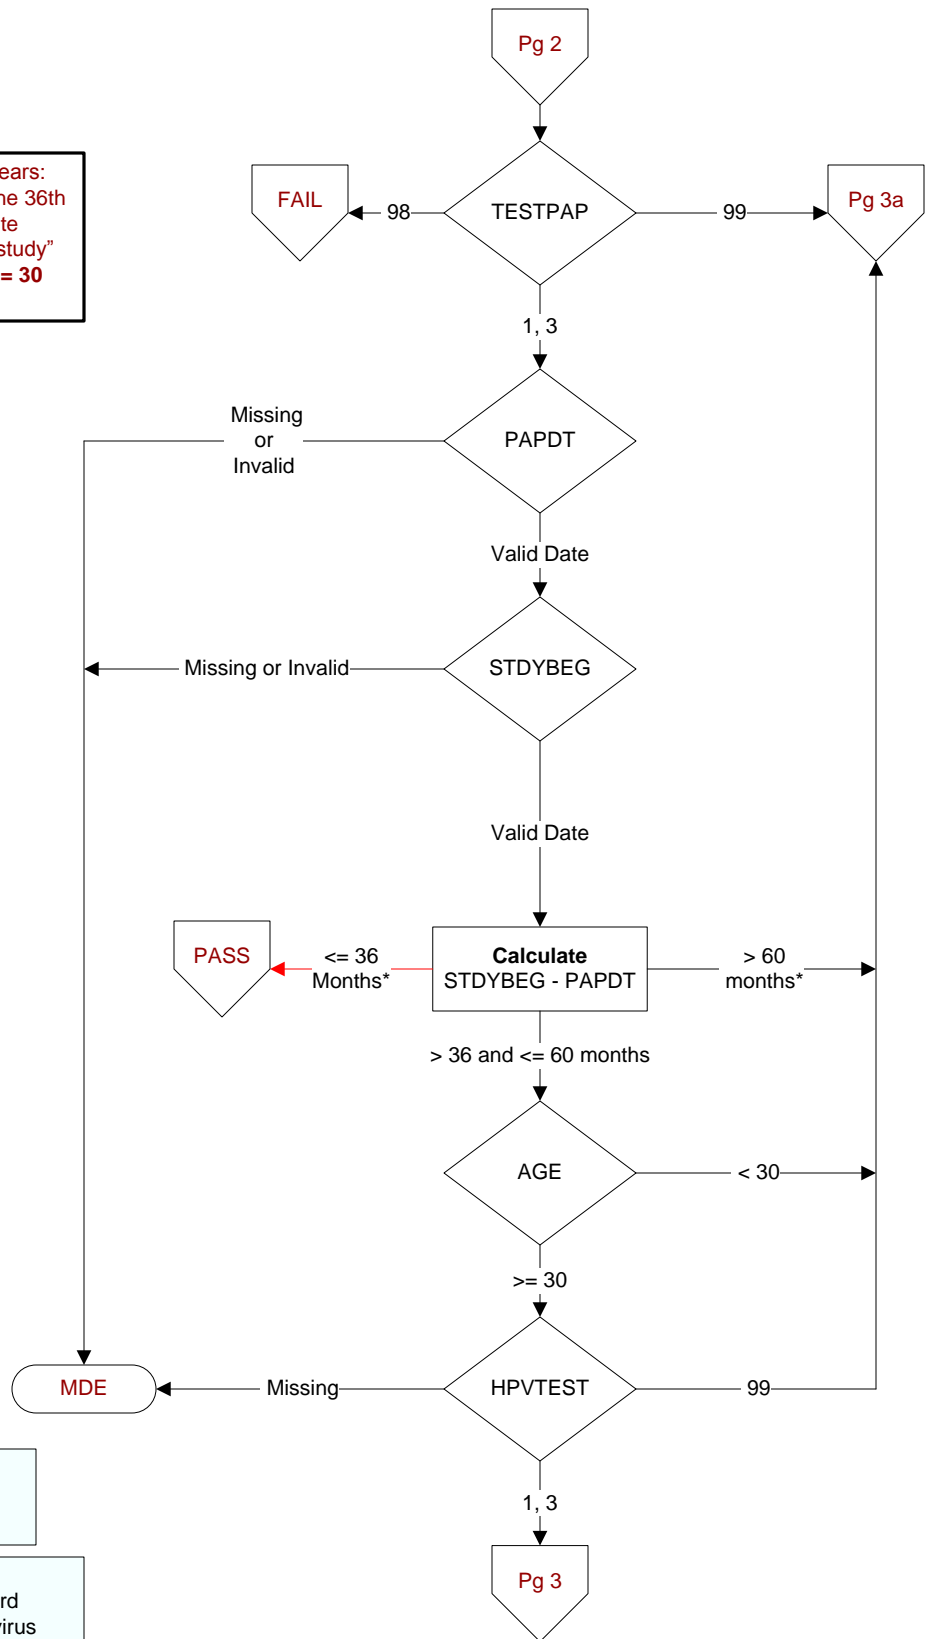 Pg 2
ears:
ne 36th
te
study”
= 30
FAIL
98
TESTPAP
99
Pg 3a
1, 3
Missing
or
Invalid
PAPDT
Valid Date
Missing or Invalid
STDYBEG
Valid Date
PASS
<= 36
Months*
Calculate
STDYBEG - PAPDT
> 60
months*
> 36 and <= 60 months
AGE
< 30
>= 30
MDE
Missing
HPVTEST
99
1, 3
Pg 3
rd
virus